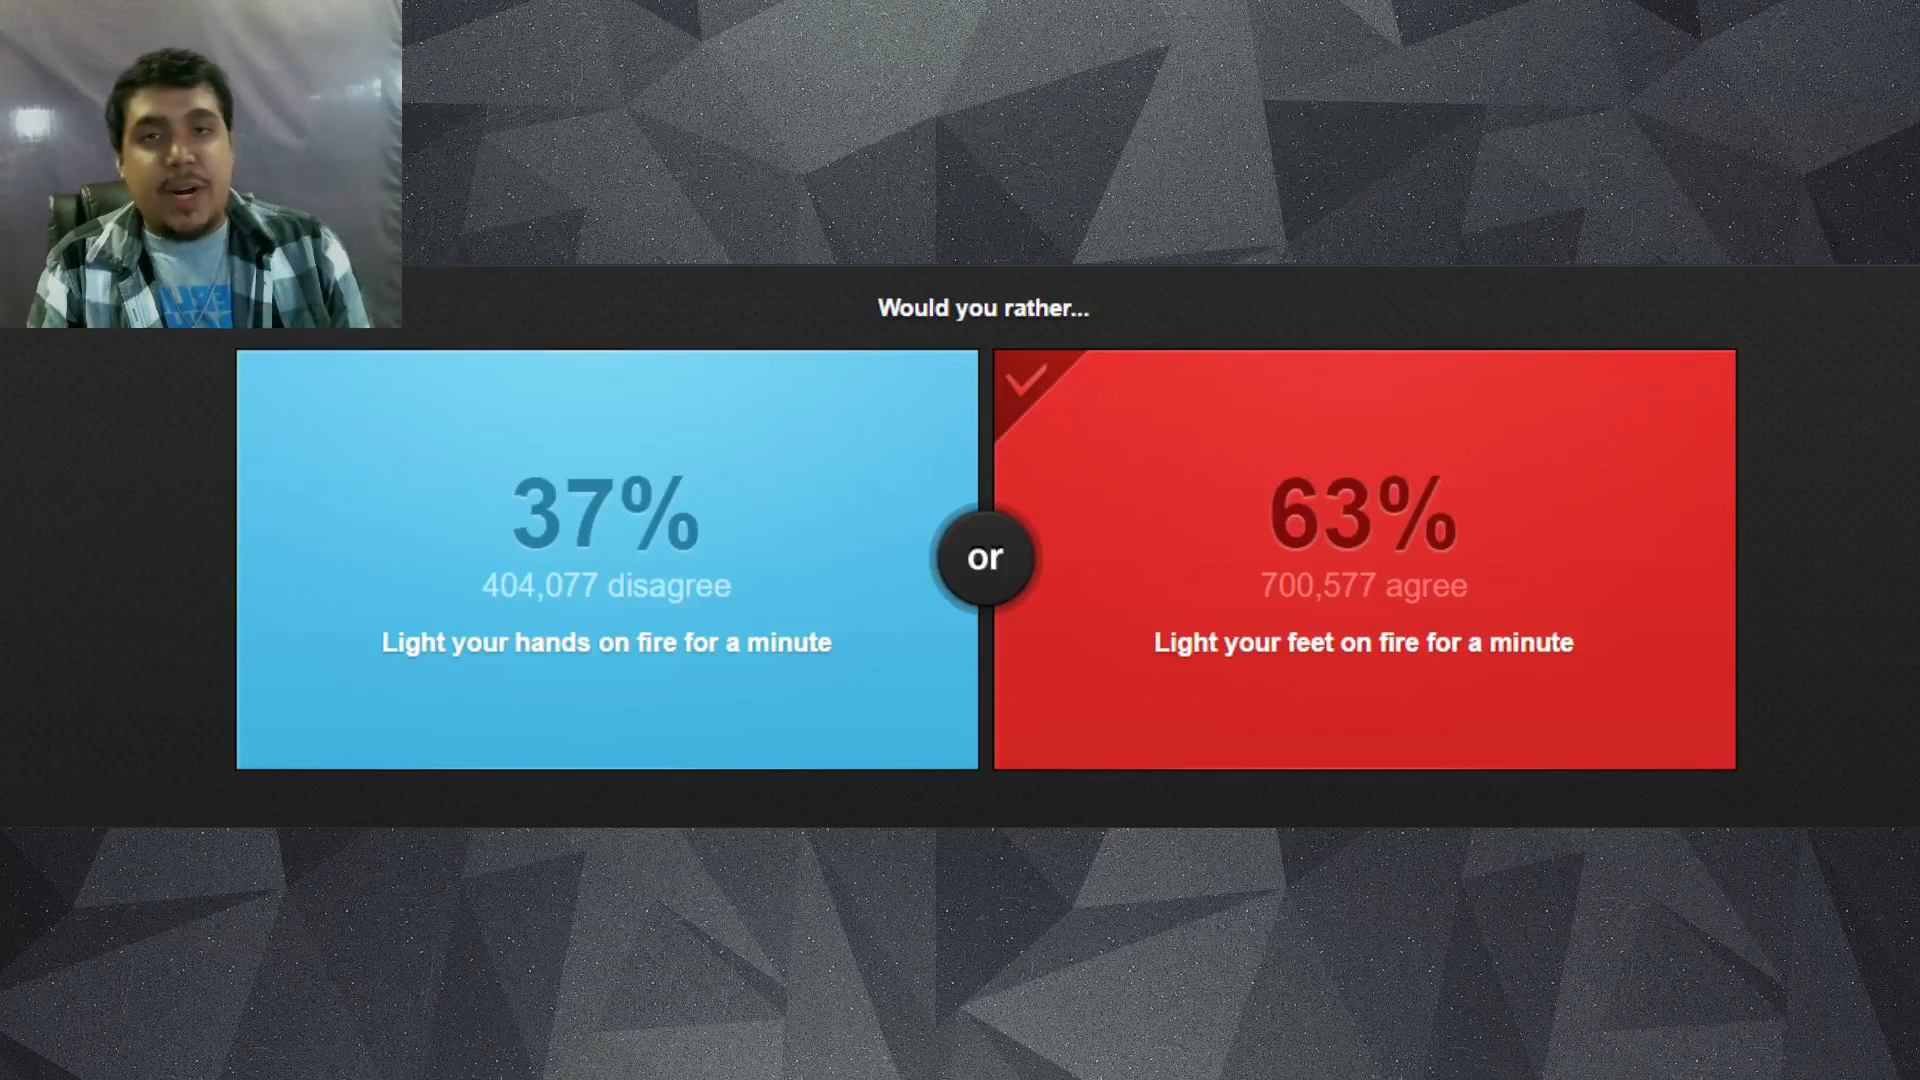 Would you rather...
37%
404,077 disagree
Light your hands on fire for a minute
or
63%
700,577 agree
Light your feet on fire for a minute